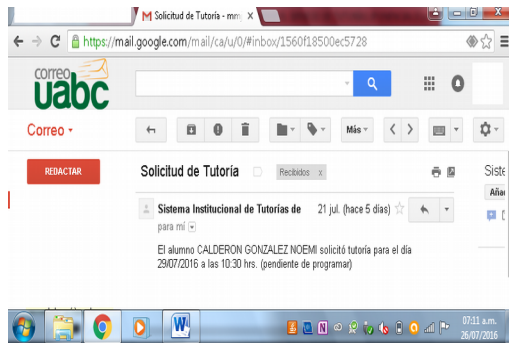 Solicitud de Tutoría - mm
https://mail.google.com/mail/ca/u/0/#inbox/1560f18500ec5728
correo
uabc
Correo
Más
REDACTAR
Solicitud de Tutoría
Recibidos x
Siste
Sistema Institucional de Tutorías de
21 jul. (hace 5 días)
para mí
El alumno CALDERON GONZALEZ NOEMI solicitó tutoría para el día
29/07/2016 a las 10:30 hrs. (pendiente de programar)
07:11 a.m.
26/07/2016